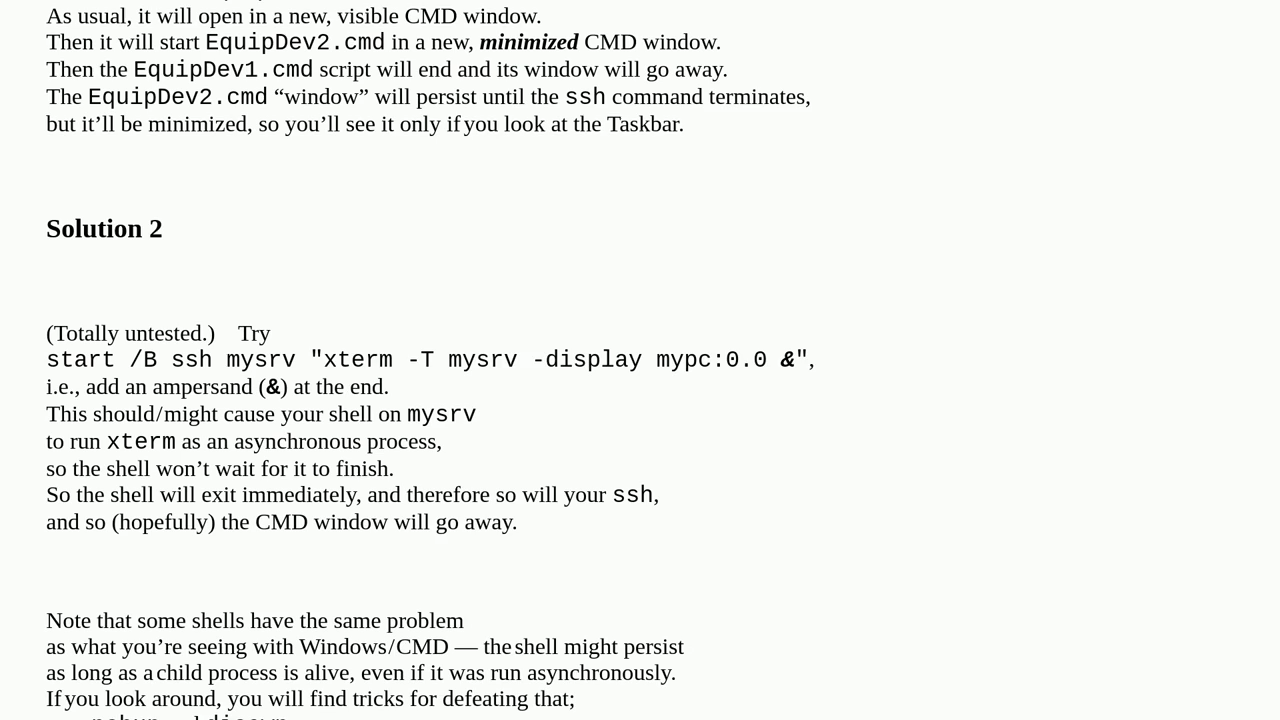 As usual, it will open in a new, visible CMD window.
Then it will start EquipDev2.cmd in a new, minimized CMD window.
Then the EquipDev1.cmd script will end and its window will go away.
The EquipDev2.cmd “window” will persist until the ssh command terminates,
but it’ll be minimized, so you’ll see it only if you look at the Taskbar.
Solution 2
(Totally untested.) Try
start /B ssh mysrv "xterm -T mysrv -display mypc:0.0 &",
i.e., add an ampersand (&) at the end.
This should/might cause your shell on mysrv
to run xterm as an asynchronous process,
so the shell won’t wait for it to finish.
So the shell will exit immediately, and therefore so will your ssh,
and so (hopefully) the CMD window will go away.
Note that some shells have the same problem
as what you’re seeing with Windows/CMD — the shell might persist
as long as a child process is alive, even if it was run asynchronously.
If you look around, you will find tricks for defeating that;